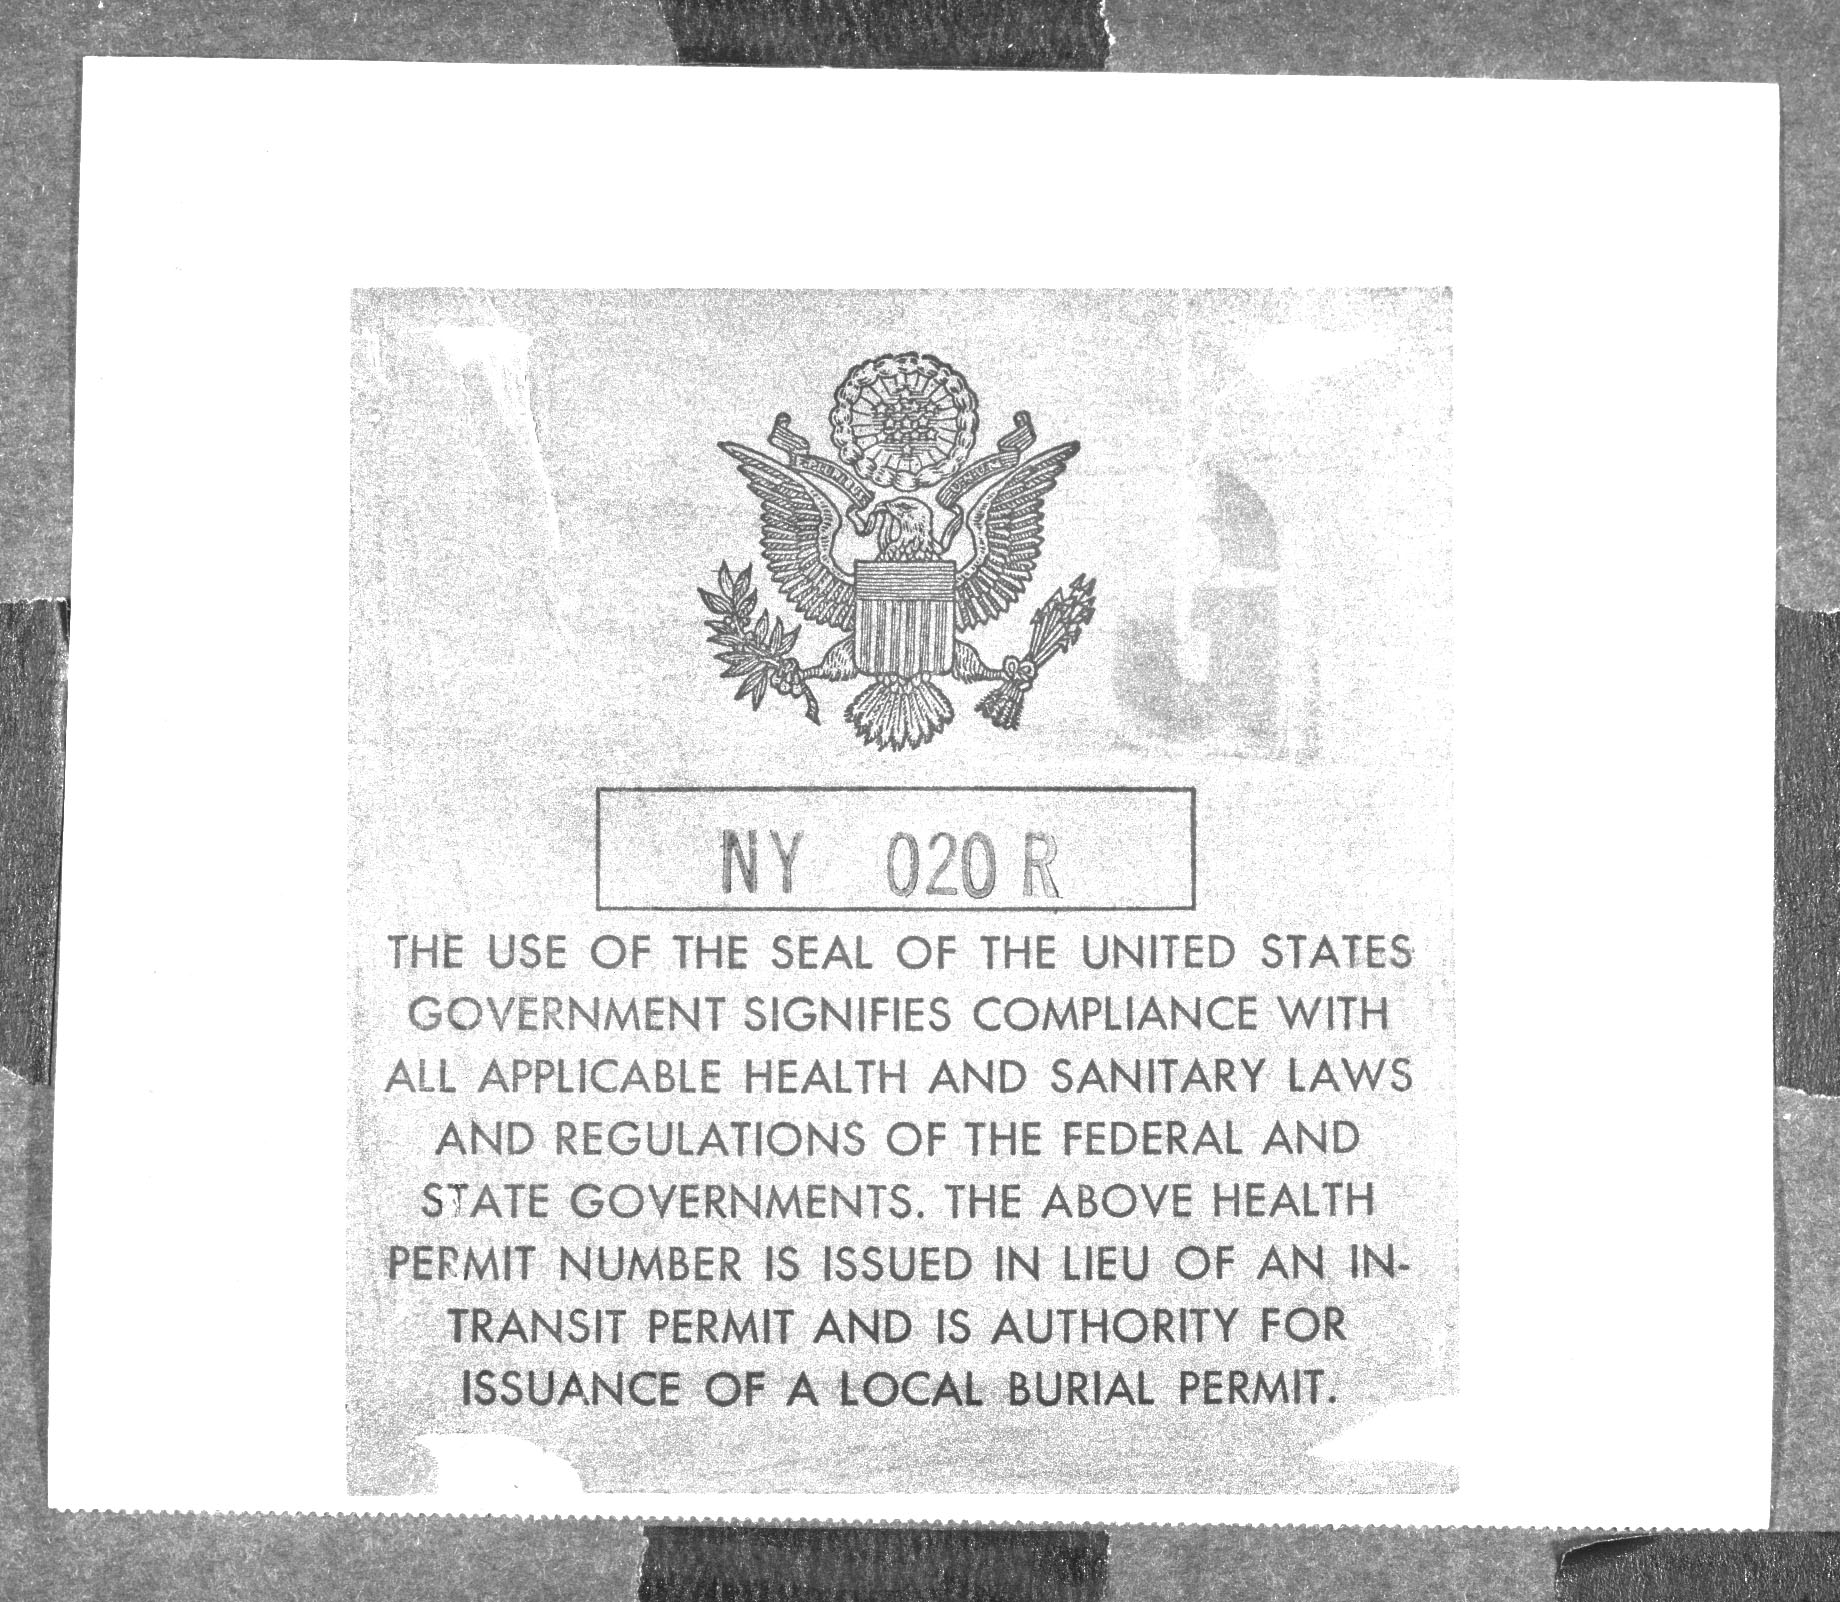 NY 020 R
THE USE OF THE SEAL OF THE UNITED STATES
GOVERNMENT SIGNIFIES COMPLIANCE WITH
ALL APPLICABLE HEALTH AND SANITARY LAWS
AND REGULATIONS OF THE FEDERAL AND
STATE GOVERNMENTS. THE ABOVE HEALTH
PERMIT NUMBER IS ISSUED IN LIEU OF AN IN-
TRANSIT PERMIT AND IS AUTHORITY FOR
ISSUANCE OF A LOCAL BURIAL PERMIT.